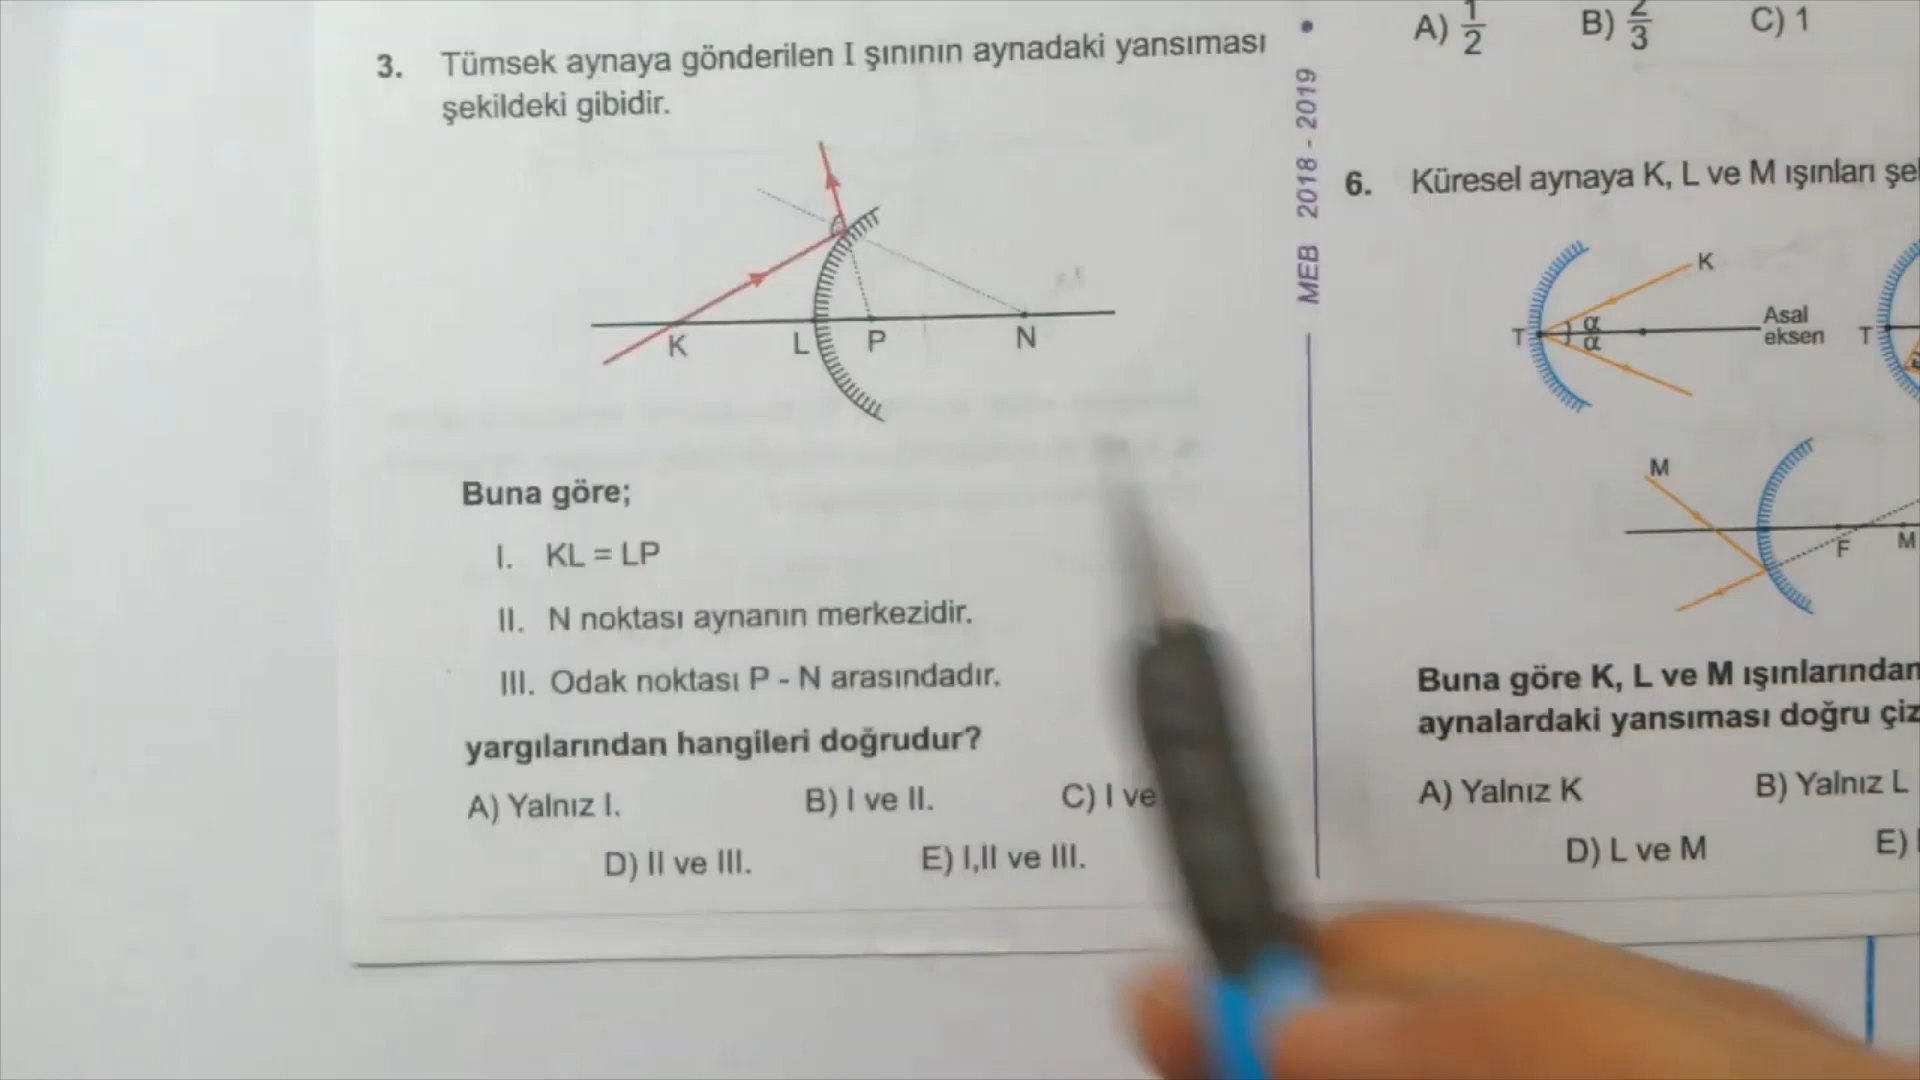 3. Tümsek aynaya gönderilen I şınının aynadaki yansıması
şekildeki gibidir.
K
L
P
N
Buna göre;
I. KL = LP
II. N noktası aynanın merkezidir.
III. Odak noktası P - N arasındadır.
yargılarından hangileri doğrudur?
A) Yalnız I.
B) I ve II.
C) I ve
D) II ve III.
E) I,II ve III.
MEB 2018 - 2019
A) 1/2
B) 2/3
C) 1
6. Küresel aynaya K, L ve M ışınları
K
T
α
α
Asal
eksen
T
M
F
M
Buna göre K, L ve M ışınlarından
aynalardaki yansıması doğru
A) Yalnız K
B) Yalnız L
D) L ve M
E)